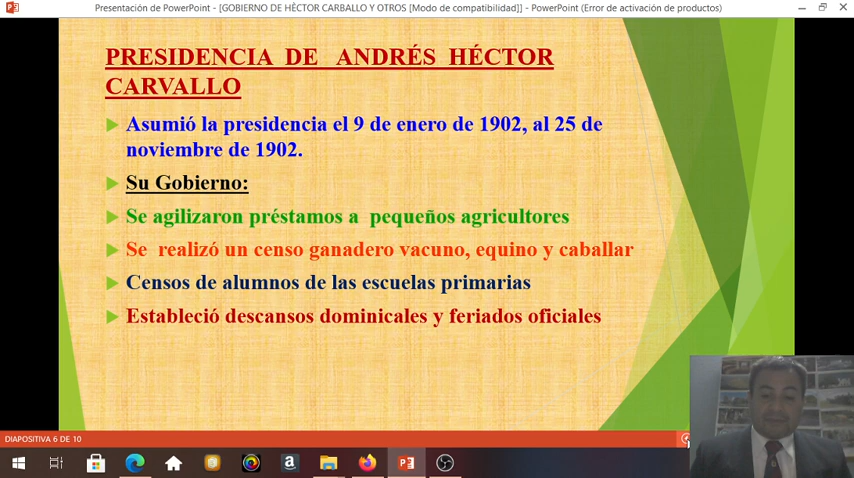 Presentación de PowerPoint - [GOBIERNO DE HÈCTOR CARBALLO Y OTROS [Modo de compatibilidad]] - PowerPoint (Error de activación de productos)
PRESIDENCIA DE ANDRÉS HÉCTOR
CARVALLO
Asumió la presidencia el 9 de enero de 1902, al 25 de
noviembre de 1902.
Su Gobierno:
Se agilizaron préstamos a pequeños agricultores
Se realizó un censo ganadero vacuno, equino y caballar
Censos de alumnos de las escuelas primarias
Estableció descansos dominicales y feriados oficiales
DIAPOSITIVA 6 DE 10